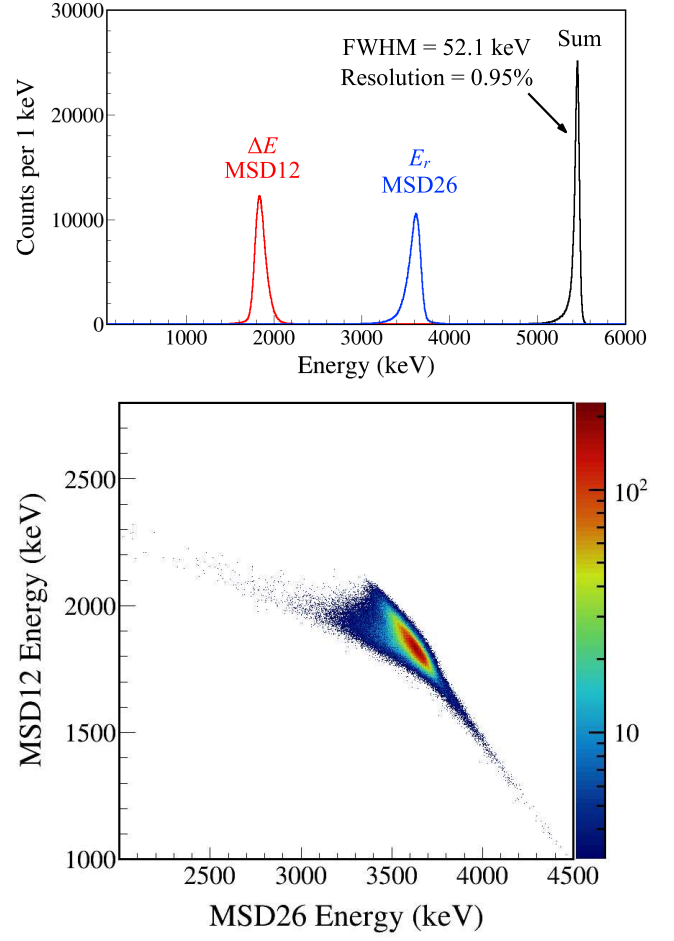 30000
20000
10000
0
Counts per 1 keV
FWHM = 52.1 keV
Resolution = 0.95%
Sum
ΔE
MSD12
Er
MSD26
1000 2000 3000 4000 5000 6000
Energy (keV)
2500
2000
1500
1000
MSD12 Energy (keV)
10²
10
2500 3000 3500 4000 4500
MSD26 Energy (keV)